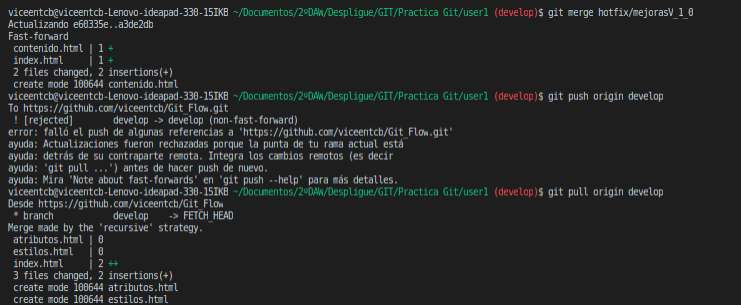 viceentcb@viceentcb-Lenovo-ideapad-330-15IKB ~/Documentos/2ºDAW/Despligue/GIT/Practica Git/user1 (develop)$ git merge hotfix/mejorasV_1_0
Actualizando e60335e..a3de2db
Fast-forward
contenido.html | 1 +
index.html | 1 +
2 files changed, 2 insertions(+)
create mode 100644 contenido.html
viceentcb@viceentcb-Lenovo-ideapad-330-15IKB ~/Documentos/2ºDAW/Despligue/GIT/Practica Git/user1 (develop)$ git push origin develop
To https://github.com/viceentcb/Git_Flow.git
! [rejected] develop -> develop (non-fast-forward)
error: falló el push de algunas referencias a 'https://github.com/viceentcb/Git_Flow.git'
ayuda: Actualizaciones fueron rechazadas porque la punta de tu rama actual está
ayuda: detrás de su contraparte remota. Integra los cambios remotos (es decir
ayuda: 'git pull ...') antes de hacer push de nuevo.
ayuda: Mira 'Note about fast-forwards' en 'git push --help' para más detalles.
viceentcb@viceentcb-Lenovo-ideapad-330-15IKB ~/Documentos/2ºDAW/Despligue/GIT/Practica Git/user1 (develop)$ git pull origin develop
Desde https://github.com/viceentcb/Git_Flow
* branch develop -> FETCH_HEAD
Merge made by the 'recursive' strategy.
atributos.html | 0
estilos.html | 0
index.html | 2 ++
3 files changed, 2 insertions(+)
create mode 100644 atributos.html
create mode 100644 estilos.html